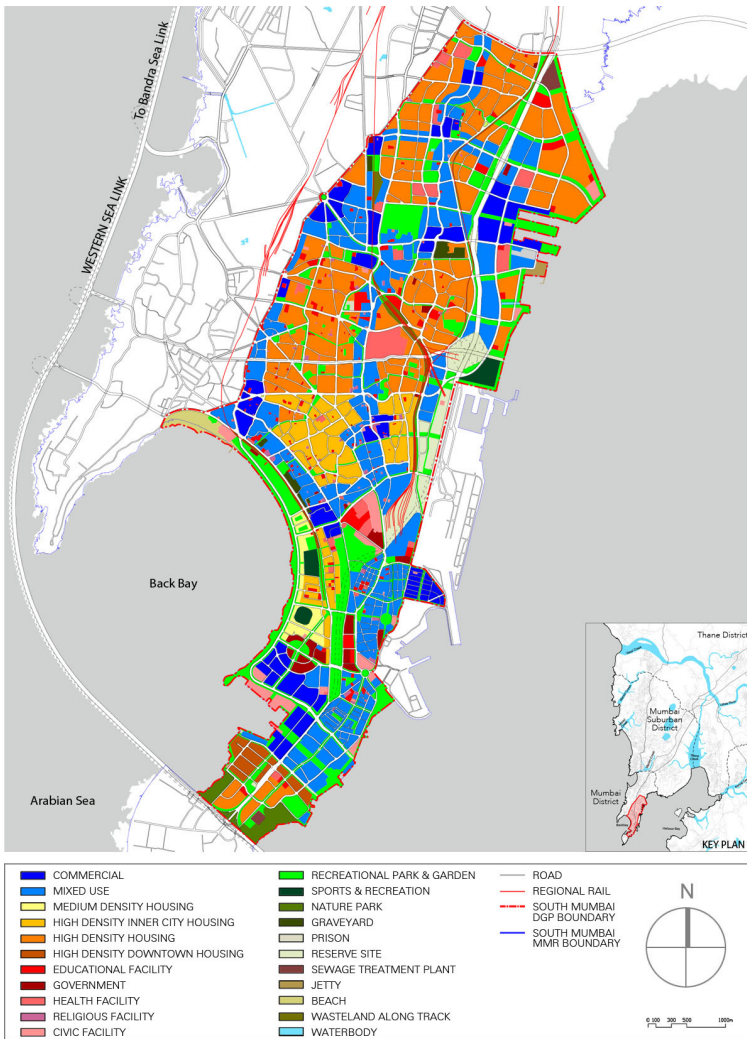 To Bandra Sea Link
WESTERN SEA LINK
Back Bay
Arabian Sea
Thane District
Mumbai
Suburban
District
Mumbai
District
KEY PLAN
COMMERCIAL
MIXED USE
MEDIUM DENSITY HOUSING
HIGH DENSITY INNER CITY HOUSING
HIGH DENSITY HOUSING
HIGH DENSITY DOWNTOWN HOUSING
EDUCATIONAL FACILITY
GOVERNMENT
HEALTH FACILITY
RELIGIOUS FACILITY
CIVIC FACILITY
RECREATIONAL PARK & GARDEN
SPORTS & RECREATION
NATURE PARK
GRAVEYARD
PRISON
RESERVE SITE
SEWAGE TREATMENT PLANT
JETTY
BEACH
WASTELAND ALONG TRACK
WATERBODY
ROAD
REGIONAL RAIL
SOUTH MUMBAI
DGP BOUNDARY
SOUTH MUMBAI
MMR BOUNDARY
N
0 100 300 500 1000m